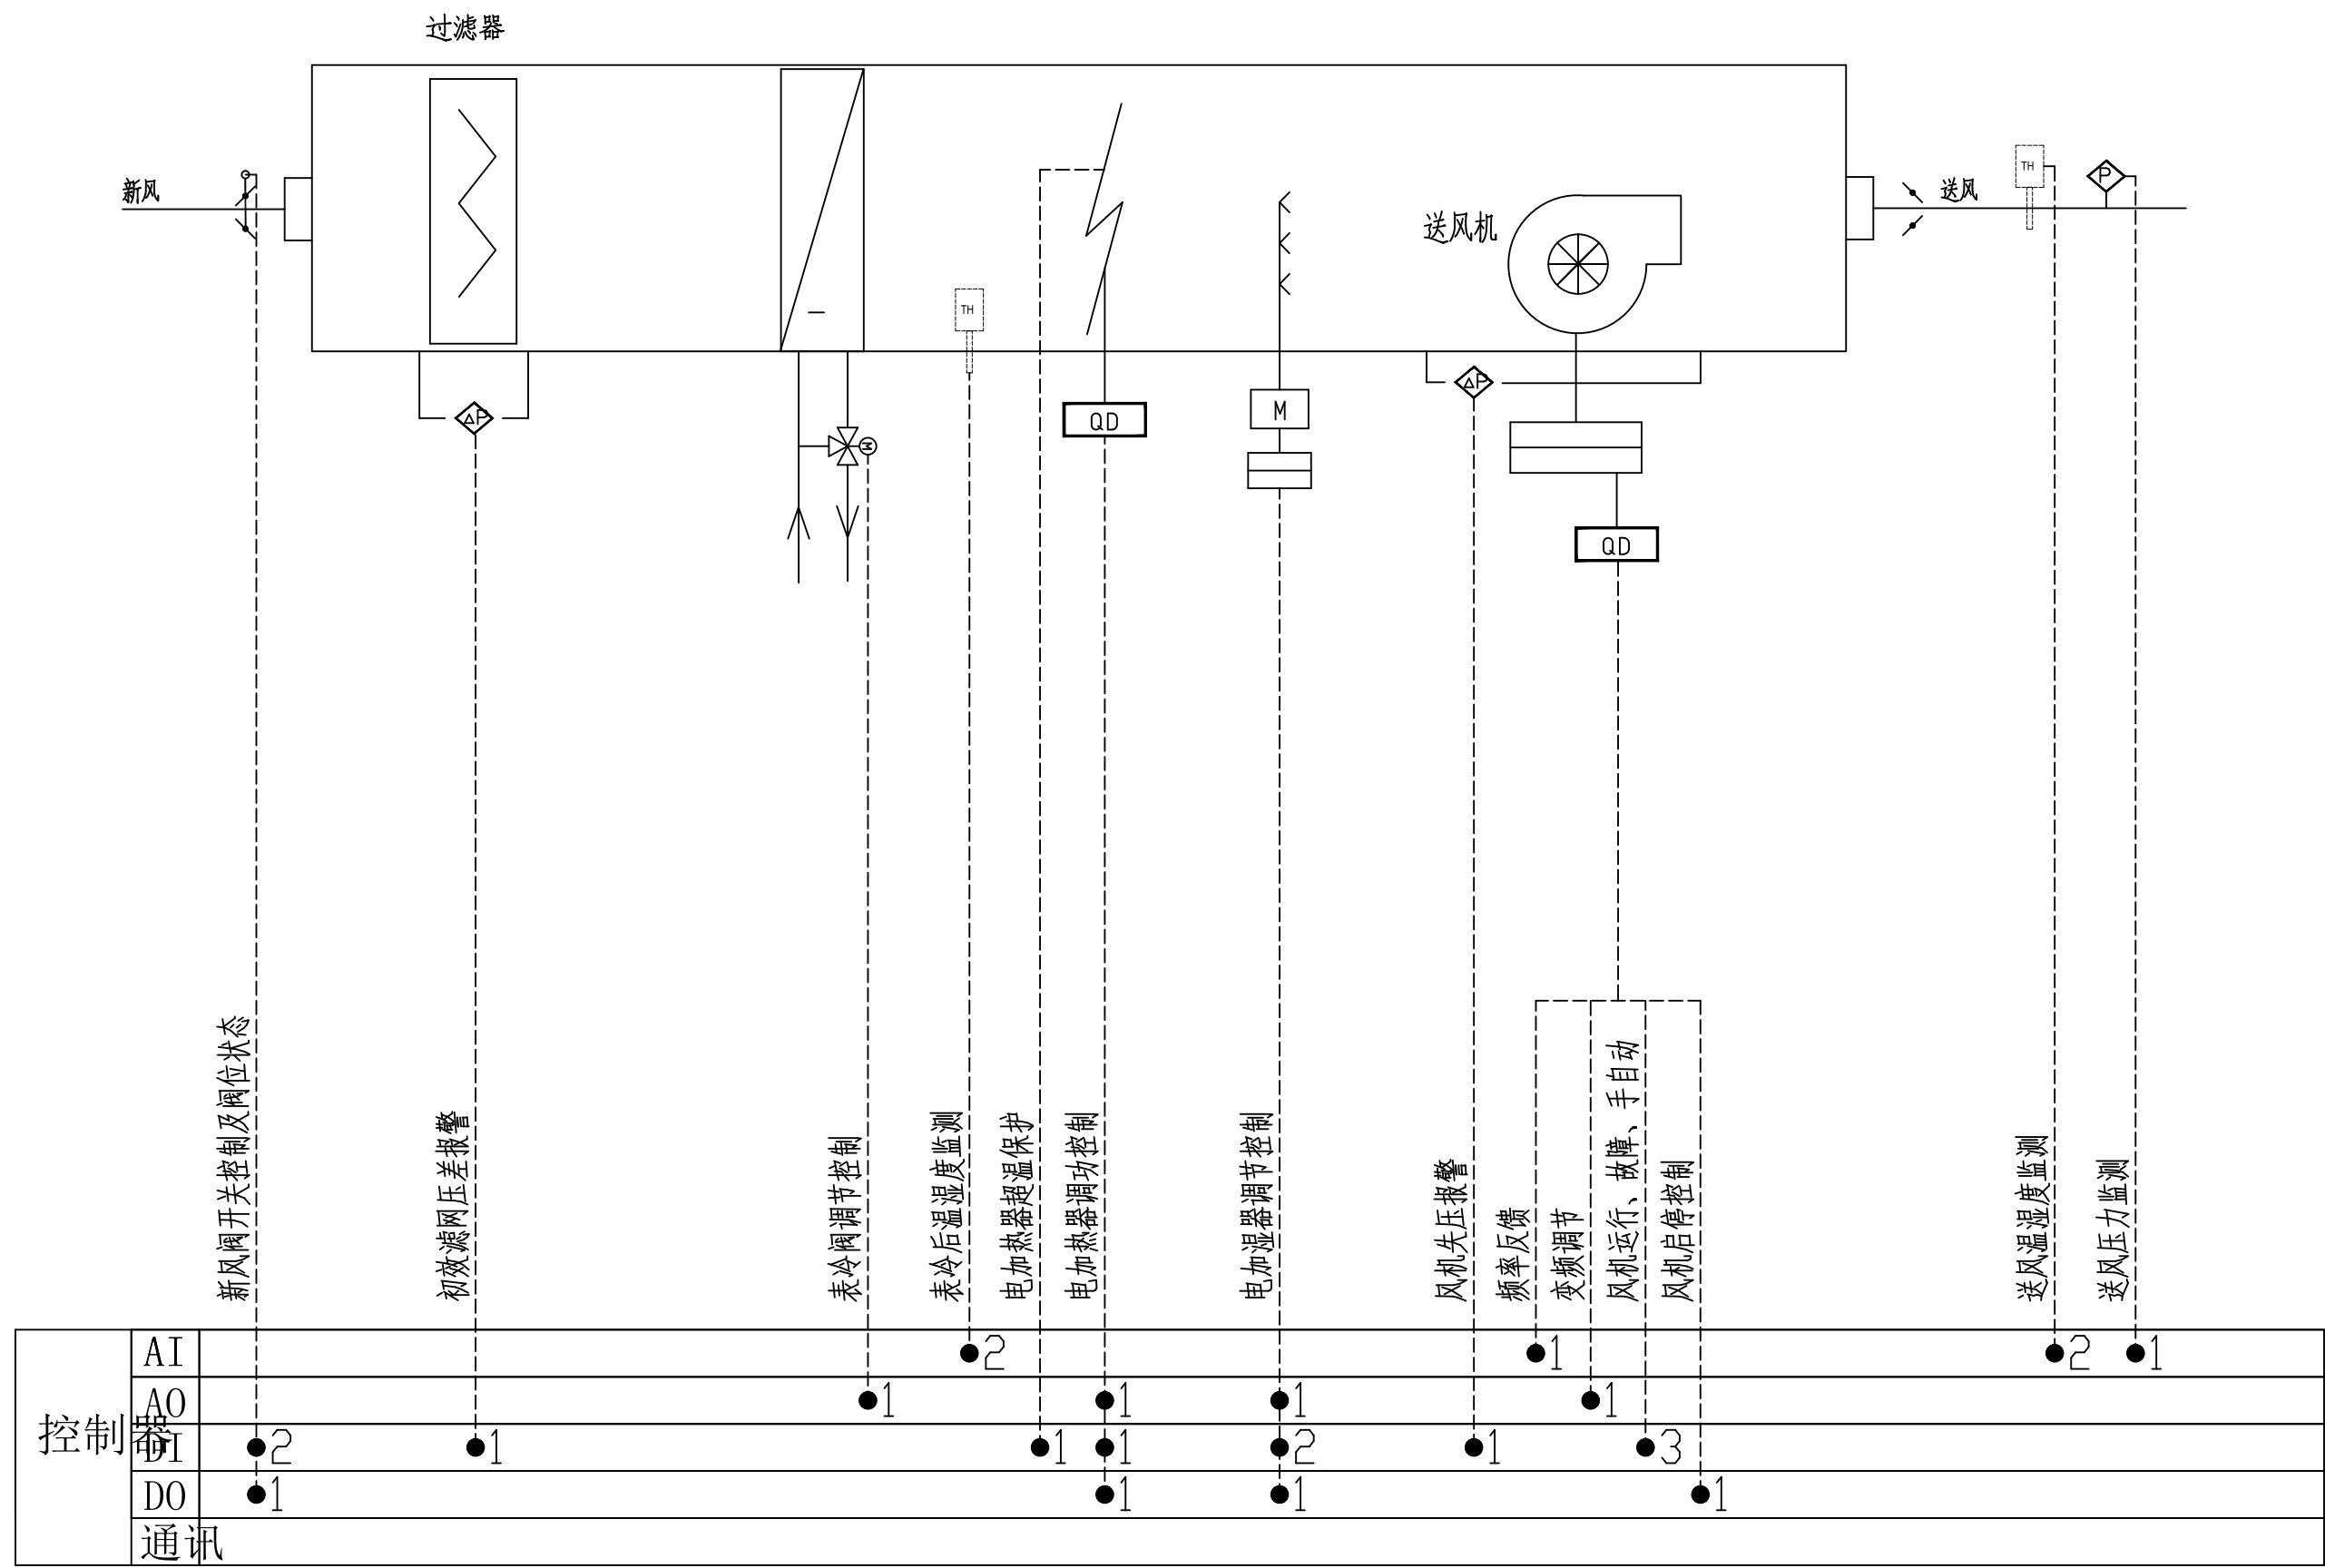 过滤器
新风
送风
TH
P
送风机
TH
ΔP
ΔP
QD
M
M
QD
新风阀开关控制及阀位状态
初效滤网压差报警
表冷阀调节控制
表冷后温湿度监测
电加热器超温保护
电加热器调功控制
电加湿器调节控制
风机失压报警
频率反馈
变频调节
风机运行、故障、手自动
风机启停控制
送风温湿度监测
送风压力监测
控制器
AI 2 1 2 1
AO 1 1 1 1
DI 2 1 1 1 2 1 3
DO 1 1 1 1
通讯